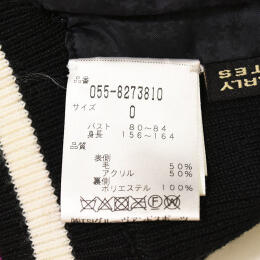 品番
055-8273810
サイズ
0
バスト 80~84
身長 156~164
品質
表側
毛 50%
アクリル 50%
裏側
ポリエステル 100%